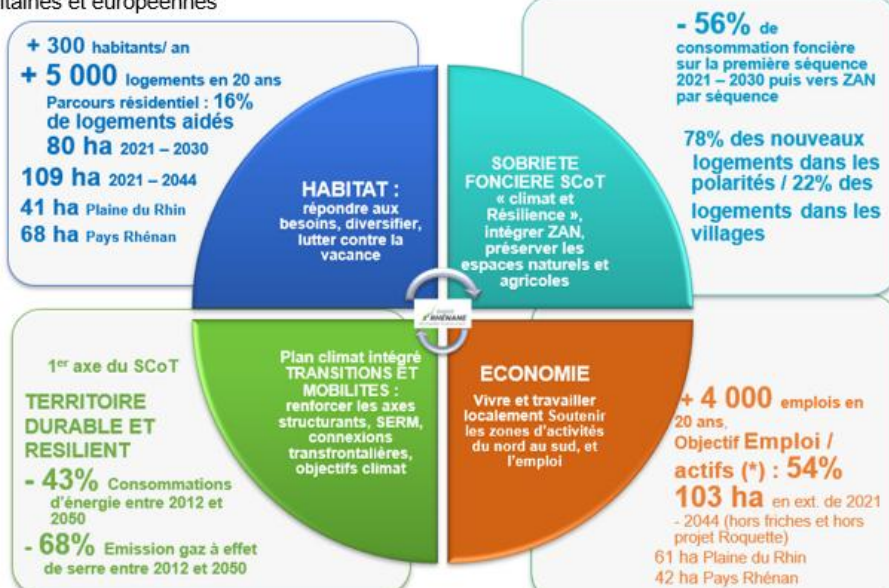 taines et européennes
+ 300 habitants/ an
+ 5 000 logements en 20 ans
Parcours résidentiel : 16%
de logements aidés
80 ha 2021 – 2030
109 ha 2021 – 2044
41 ha Plaine du Rhin
68 ha Pays Rhénan
HABITAT :
répondre aux
besoins, diversifier,
lutter contre la
vacance
SOBRIETE
FONCIERE SCoT
« climat et
Résilience »,
intégrer ZAN,
préserver les
espaces naturels et
agricoles
- 56% de
consommation foncière
sur la première séquence
2021 – 2030 puis vers ZAN
par séquence
78% des nouveaux
logements dans les
polarités / 22% des
logements dans les
villages
RHÉNANE
1er axe du SCoT
TERRITOIRE
DURABLE ET
RESILIENT
- 43% Consommations
d'énergie entre 2012 et
2050
- 68% Emission gaz à effet
de serre entre 2012 et 2050
Plan climat intégré
TRANSITIONS ET
MOBILITES :
renforcer les axes
structurants, SERM,
connexions
transfrontalières,
objectifs climat
ECONOMIE
Vivre et travailler
localement Soutenir
les zones d'activités
du nord au sud, et
l'emploi
+ 4 000 emplois en
20 ans,
Objectif Emploi /
actifs (*) : 54%
103 ha en ext. de 2021
- 2044 (hors friches et hors
projet Roquette)
61 ha Plaine du Rhin
42 ha Pays Rhénan